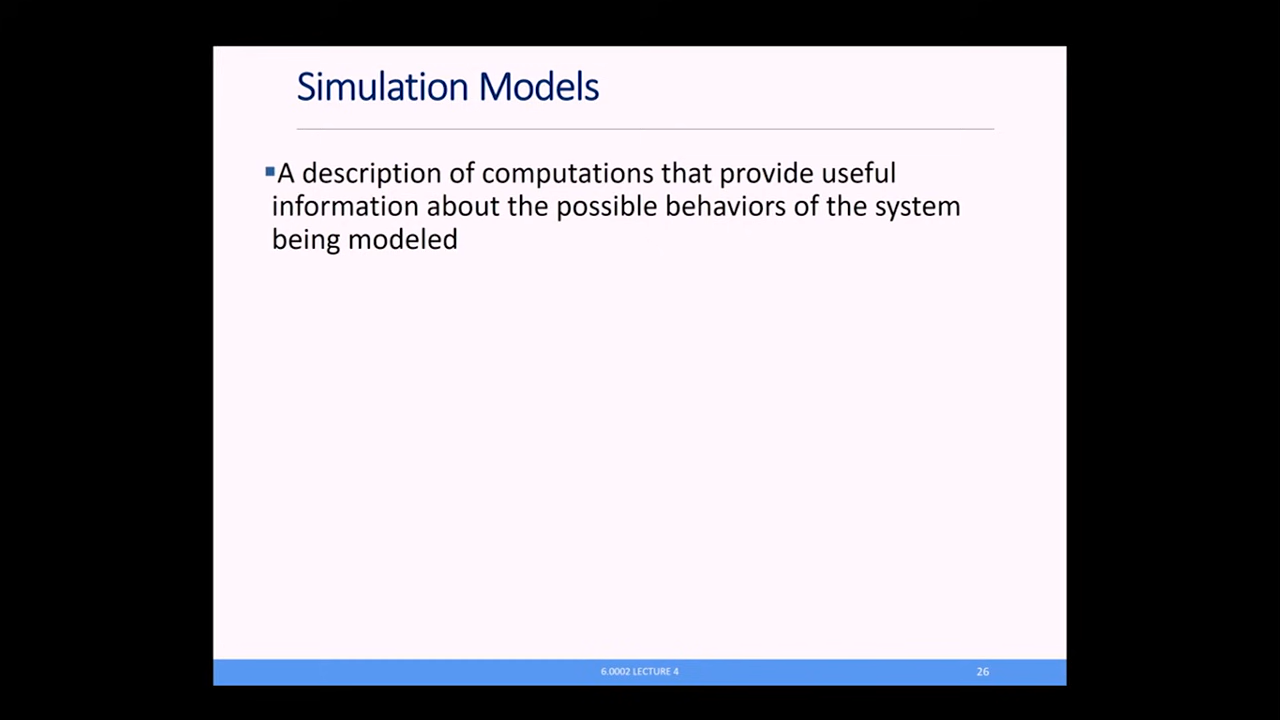 Simulation Models
▪A description of computations that provide useful
information about the possible behaviors of the system
being modeled
6.0002 LECTURE 4
26